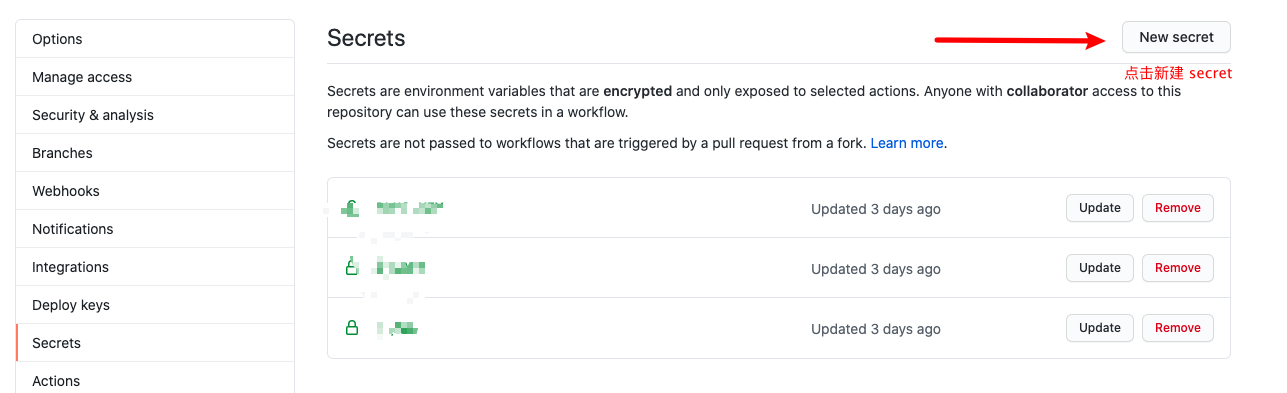 Options
Manage access
Security & analysis
Branches
Webhooks
Notifications
Integrations
Deploy keys
Secrets
Actions
Secrets
New secret
点击新建 secret
Secrets are environment variables that are encrypted and only exposed to selected actions. Anyone with collaborator access to this
repository can use these secrets in a workflow.
Secrets are not passed to workflows that are triggered by a pull request from a fork. Learn more.
Updated 3 days ago Update Remove
Updated 3 days ago Update Remove
Updated 3 days ago Update Remove